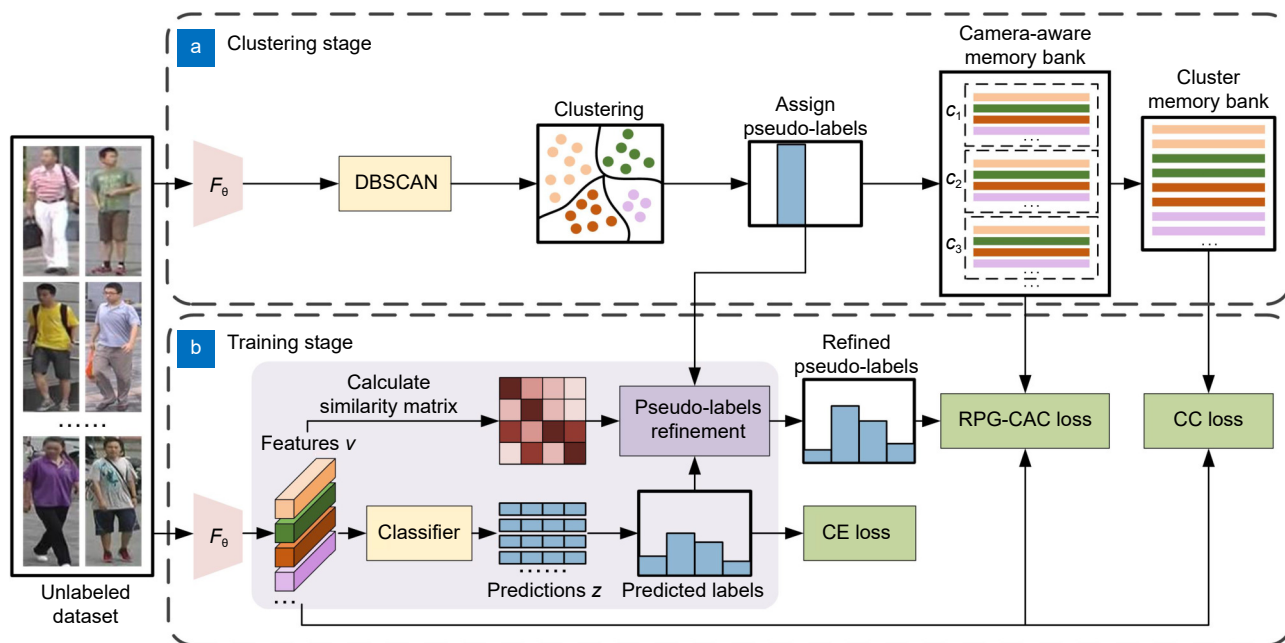 a Clustering stage
Camera-aware
memory bank
Cluster
memory bank
Clustering
Assign
pseudo-labels
Fθ
DBSCAN
c1
...
c2
...
c3
...
...
b Training stage
Calculate
similarity matrix
Pseudo-labels
refinement
Refined
pseudo-labels
RPG-CAC loss
CC loss
Features v
Fθ
Classifier
CE loss
......
Predictions z
Predicted labels
...
......
Unlabeled
dataset